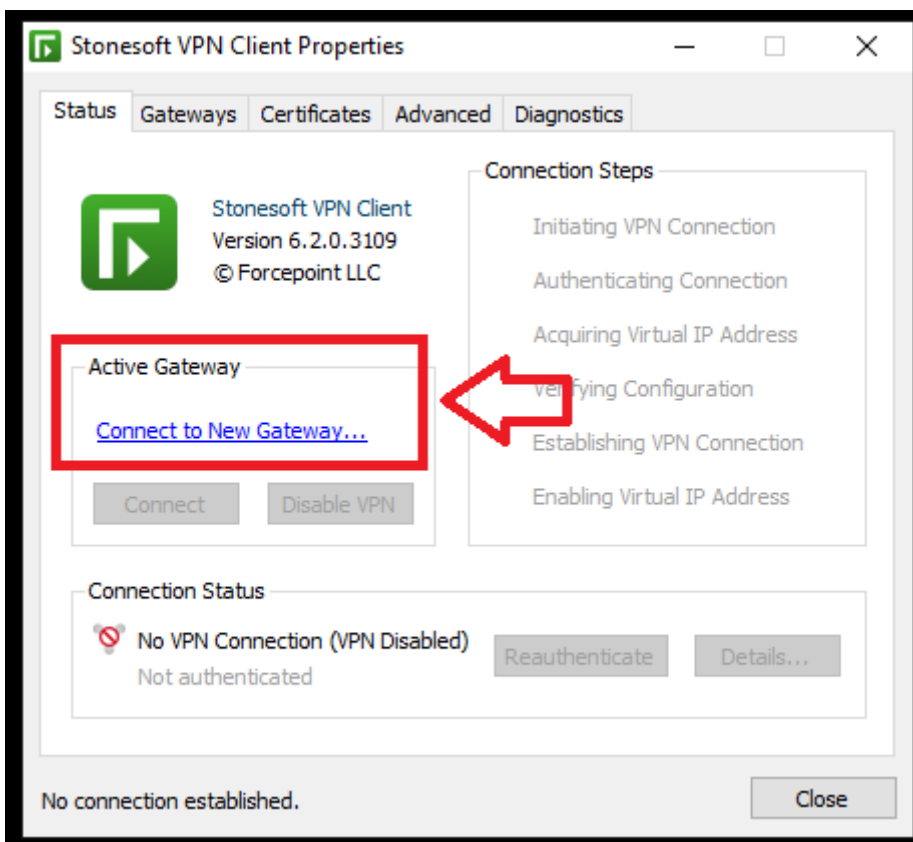 Stonesoft VPN Client Properties
Status Gateways Certificates Advanced Diagnostics
Stonesoft VPN Client
Version 6.2.0.3109
© Forcepoint LLC
Active Gateway
Connect to New Gateway...
Connect Disable VPN
Connection Steps
Initiating VPN Connection
Authenticating Connection
Acquiring Virtual IP Address
Verifying Configuration
Establishing VPN Connection
Enabling Virtual IP Address
Connection Status
No VPN Connection (VPN Disabled)
Not authenticated
Reauthenticate Details...
No connection established.
Close